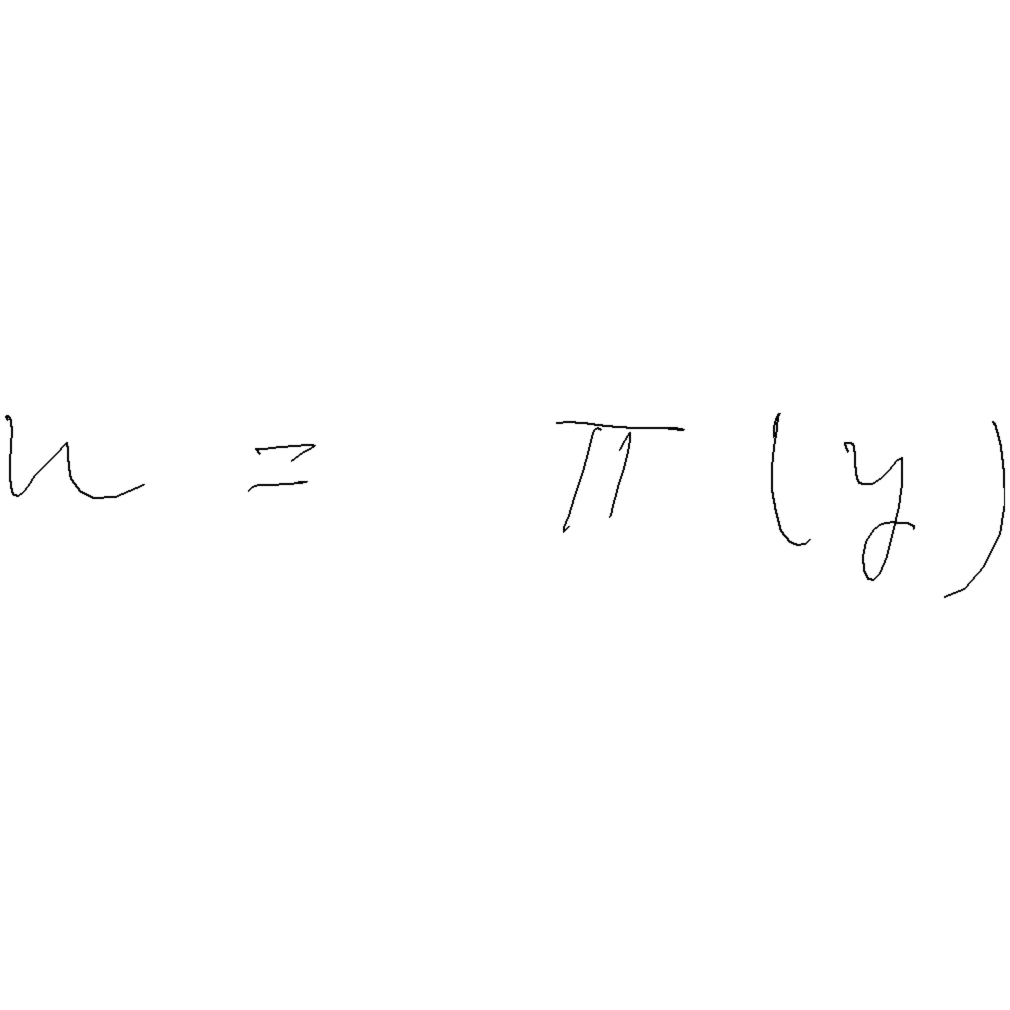 u = π(y)